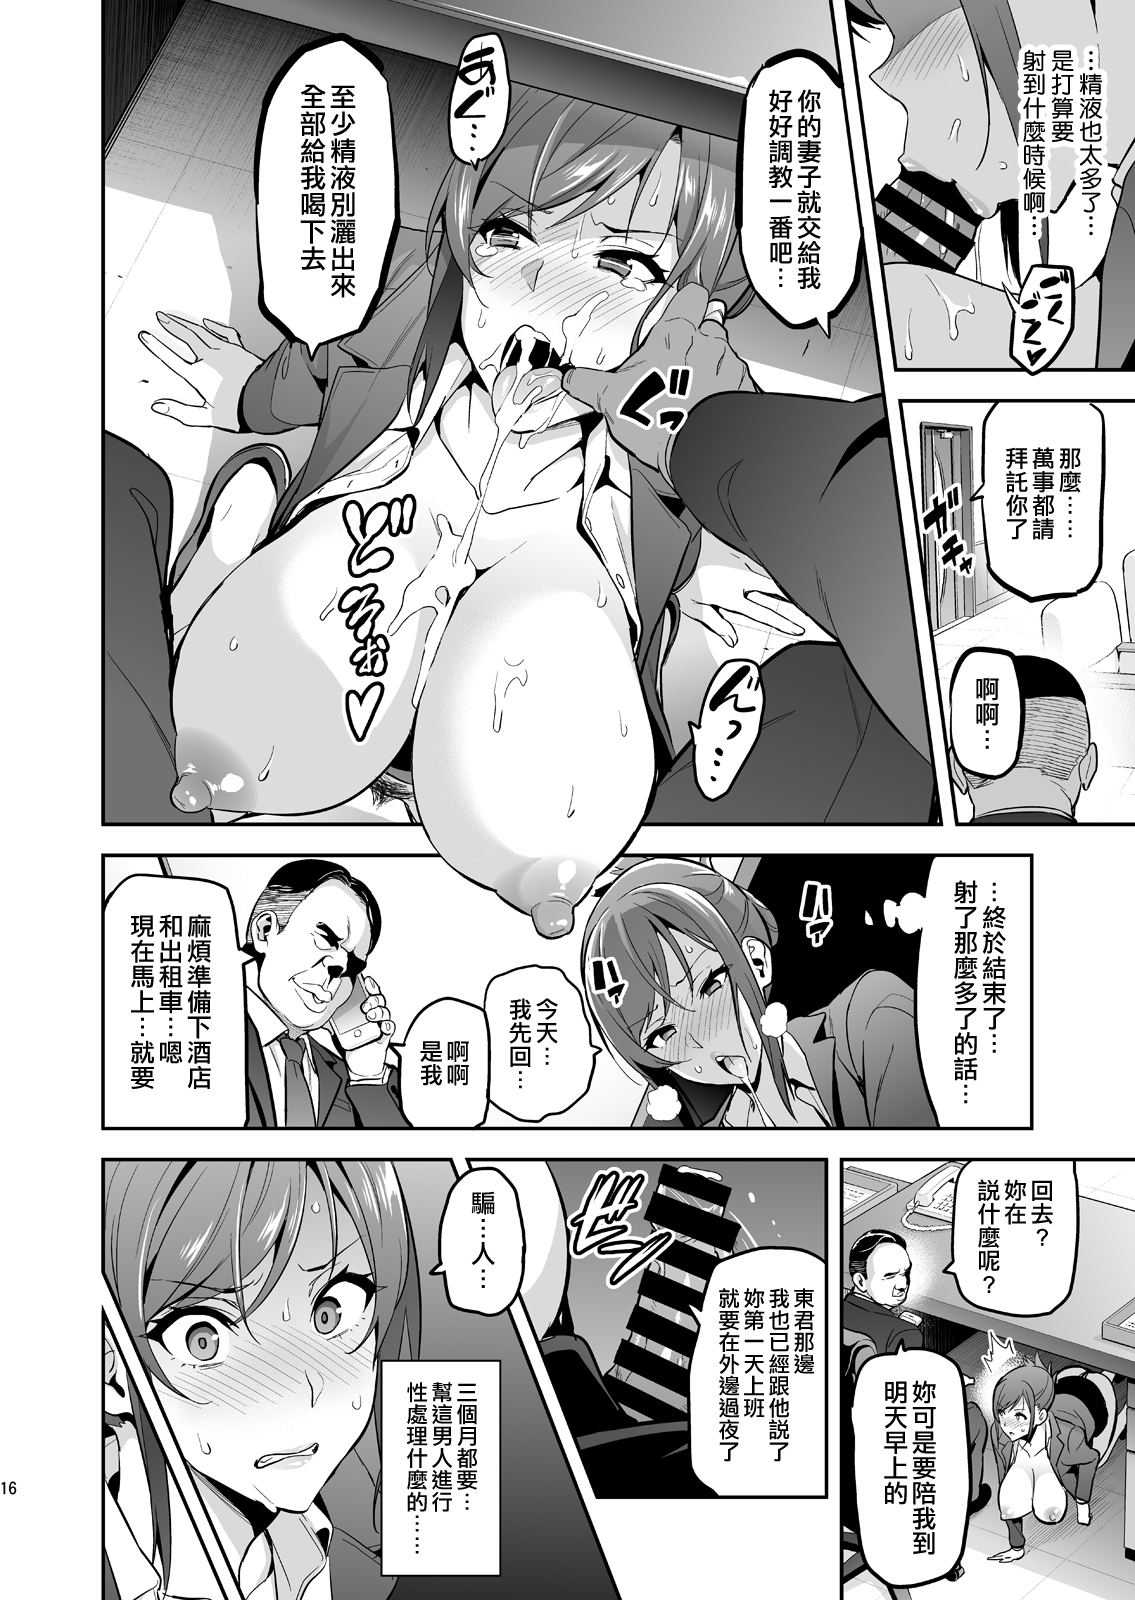 …精液也太多了…
是打算要
射到什麼時候啊…
ごくごく
你的妻子就交給我
好好調教一番吧…
あぐ…
至少精液別灑出來
全部給我喝下去
ぐっ
どろぉ
んっ…
那麼……
萬事都請
拜託你了
ガチャ
啊啊…
…終於結束了…
射了那麼多了的話…
今天…
我先回…
啊啊
是我
麻煩準備下酒店
和出租車…嗯
現在馬上…就要
回去？
妳在
説什麼呢？
妳可是要陪我到
明天早上的
東君那邊
我也已經跟他説了
妳第一天上班
就要在外邊過夜了
騙…人…
三個月都要…
幫這男人進行
性處理什麼的……
16